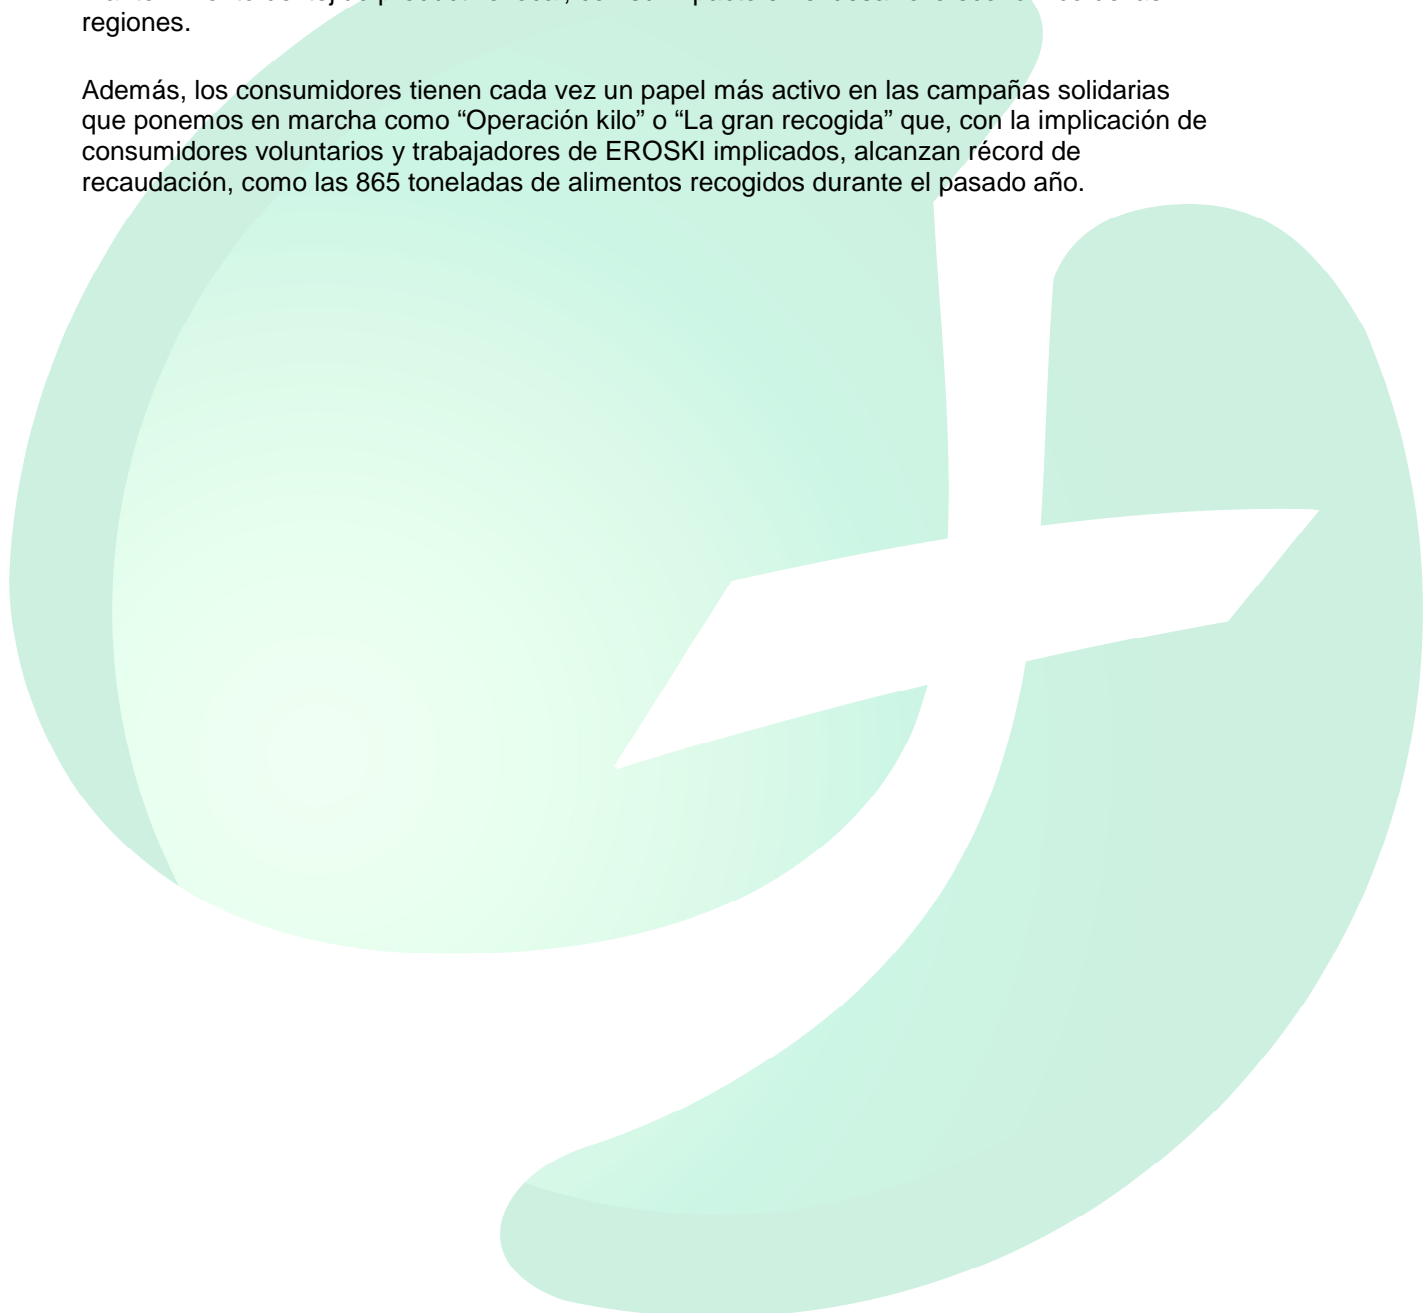 regiones.
Además, los consumidores tienen cada vez un papel más activo en las campañas solidarias
que ponemos en marcha como “Operación kilo” o “La gran recogida” que, con la implicación de
consumidores voluntarios y trabajadores de EROSKI implicados, alcanzan récord de
recaudación, como las 865 toneladas de alimentos recogidos durante el pasado año.